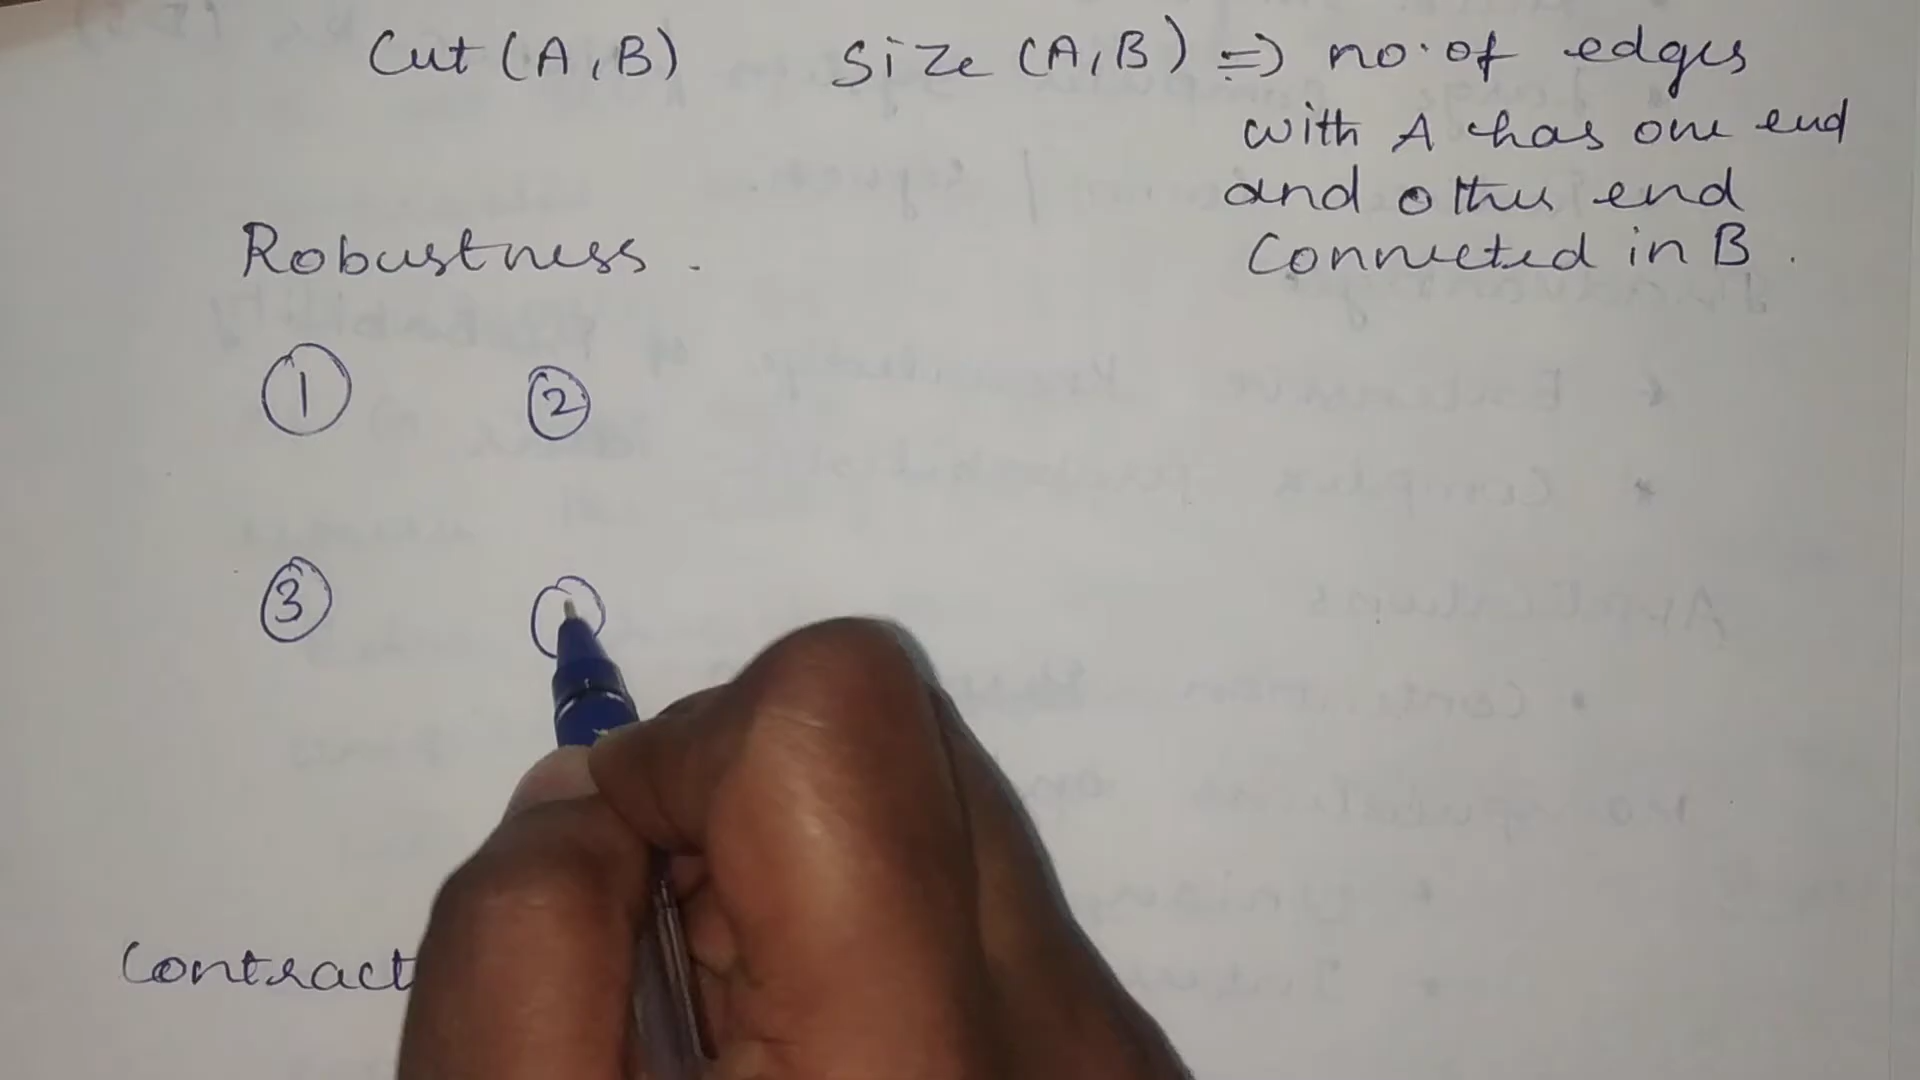 Cut (A,B) Size (A,B) => no. of edges
with A has one end
and other end
Connected in B .
Robustness .
1 2
3
Contract